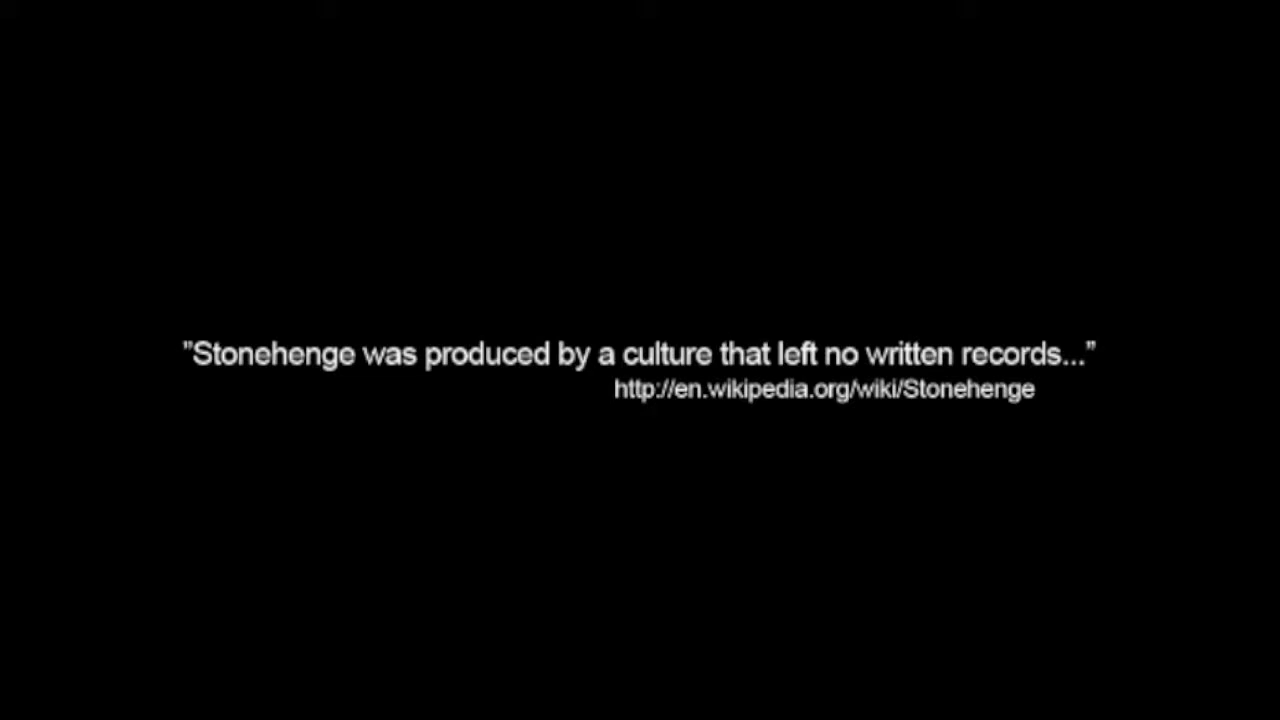 ”Stonehenge was produced by a culture that left no written records...”
http://en.wikipedia.org/wiki/Stonehenge